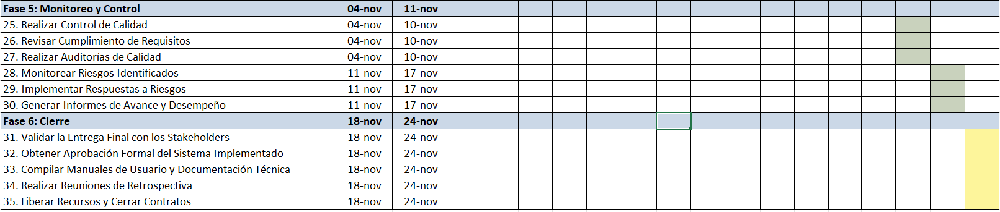 Fase 5: Monitoreo y Control 04-nov 11-nov
25. Realizar Control de Calidad 04-nov 10-nov
26. Revisar Cumplimiento de Requisitos 04-nov 10-nov
27. Realizar Auditorías de Calidad 04-nov 10-nov
28. Monitorear Riesgos Identificados 11-nov 17-nov
29. Implementar Respuestas a Riesgos 11-nov 17-nov
30. Generar Informes de Avance y Desempeño 11-nov 17-nov
Fase 6: Cierre 18-nov 24-nov
31. Validar la Entrega Final con los Stakeholders 18-nov 24-nov
32. Obtener Aprobación Formal del Sistema Implementado 18-nov 24-nov
33. Compilar Manuales de Usuario y Documentación Técnica 18-nov 24-nov
34. Realizar Reuniones de Retrospectiva 18-nov 24-nov
35. Liberar Recursos y Cerrar Contratos 18-nov 24-nov